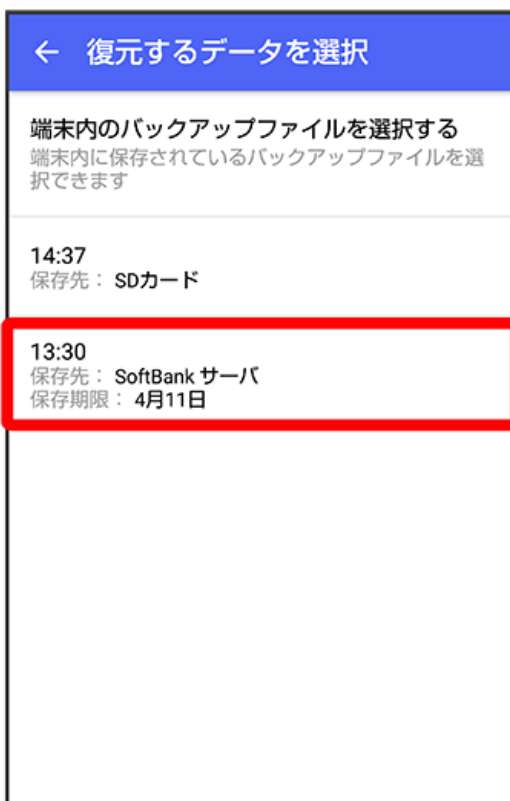 ← 復元するデータを選択
端末内のバックアップファイルを選択する
端末内に保存されているバックアップファイルを選
択できます
14:37
保存先： SDカード
13:30
保存先： SoftBank サーバ
保存期限： 4月11日